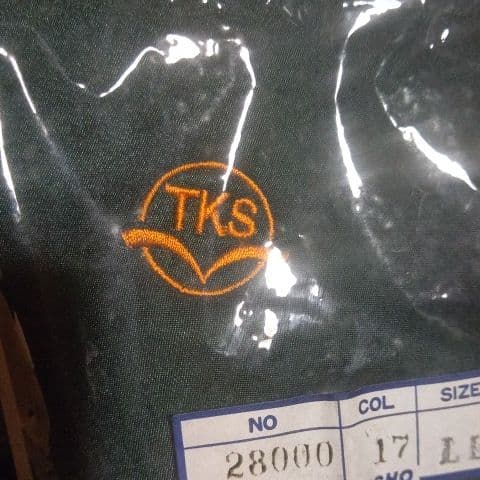 TKS
NO COL SIZE
28000 17